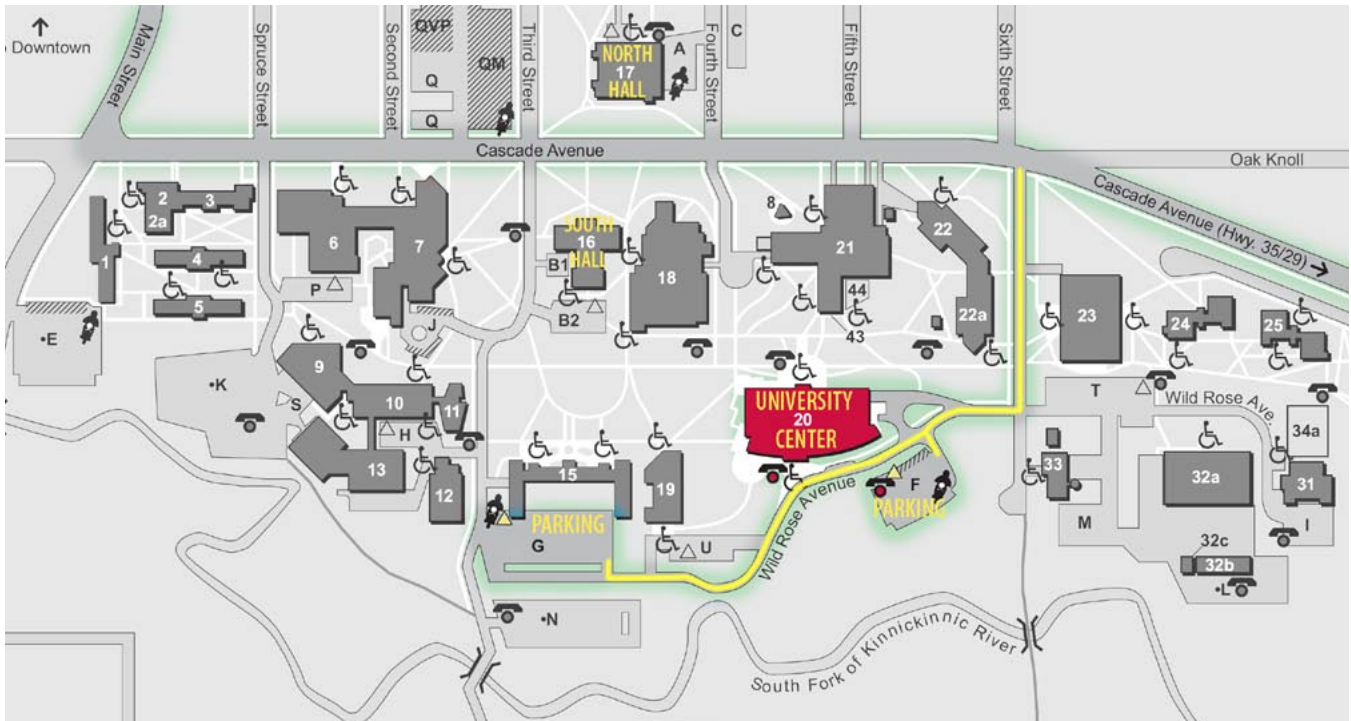 Downtown
Main Street
Spruce Street
Second Street
QVP
QM
Q
Q
Third Street
NORTH
17
HALL
A
Fourth Street
C
Fifth Street
Sixth Street
Cascade Avenue
Oak Knoll
Cascade Avenue (Hwy. 35/29)
1
2
2a
3
4
5
6
7
P
J
SOUTH
16
HALL
B1
B2
18
8
21
44
43
22
22a
23
24
25
•E
•K
S
9
10
11
H
13
12
15
19
UNIVERSITY
20
CENTER
T
Wild Rose Ave.
34a
33
32a
31
M
I
32c
32b
•L
PARKING
G
U
Wild Rose Avenue
F
PARKING
•N
South Fork of Kinnickinnic River